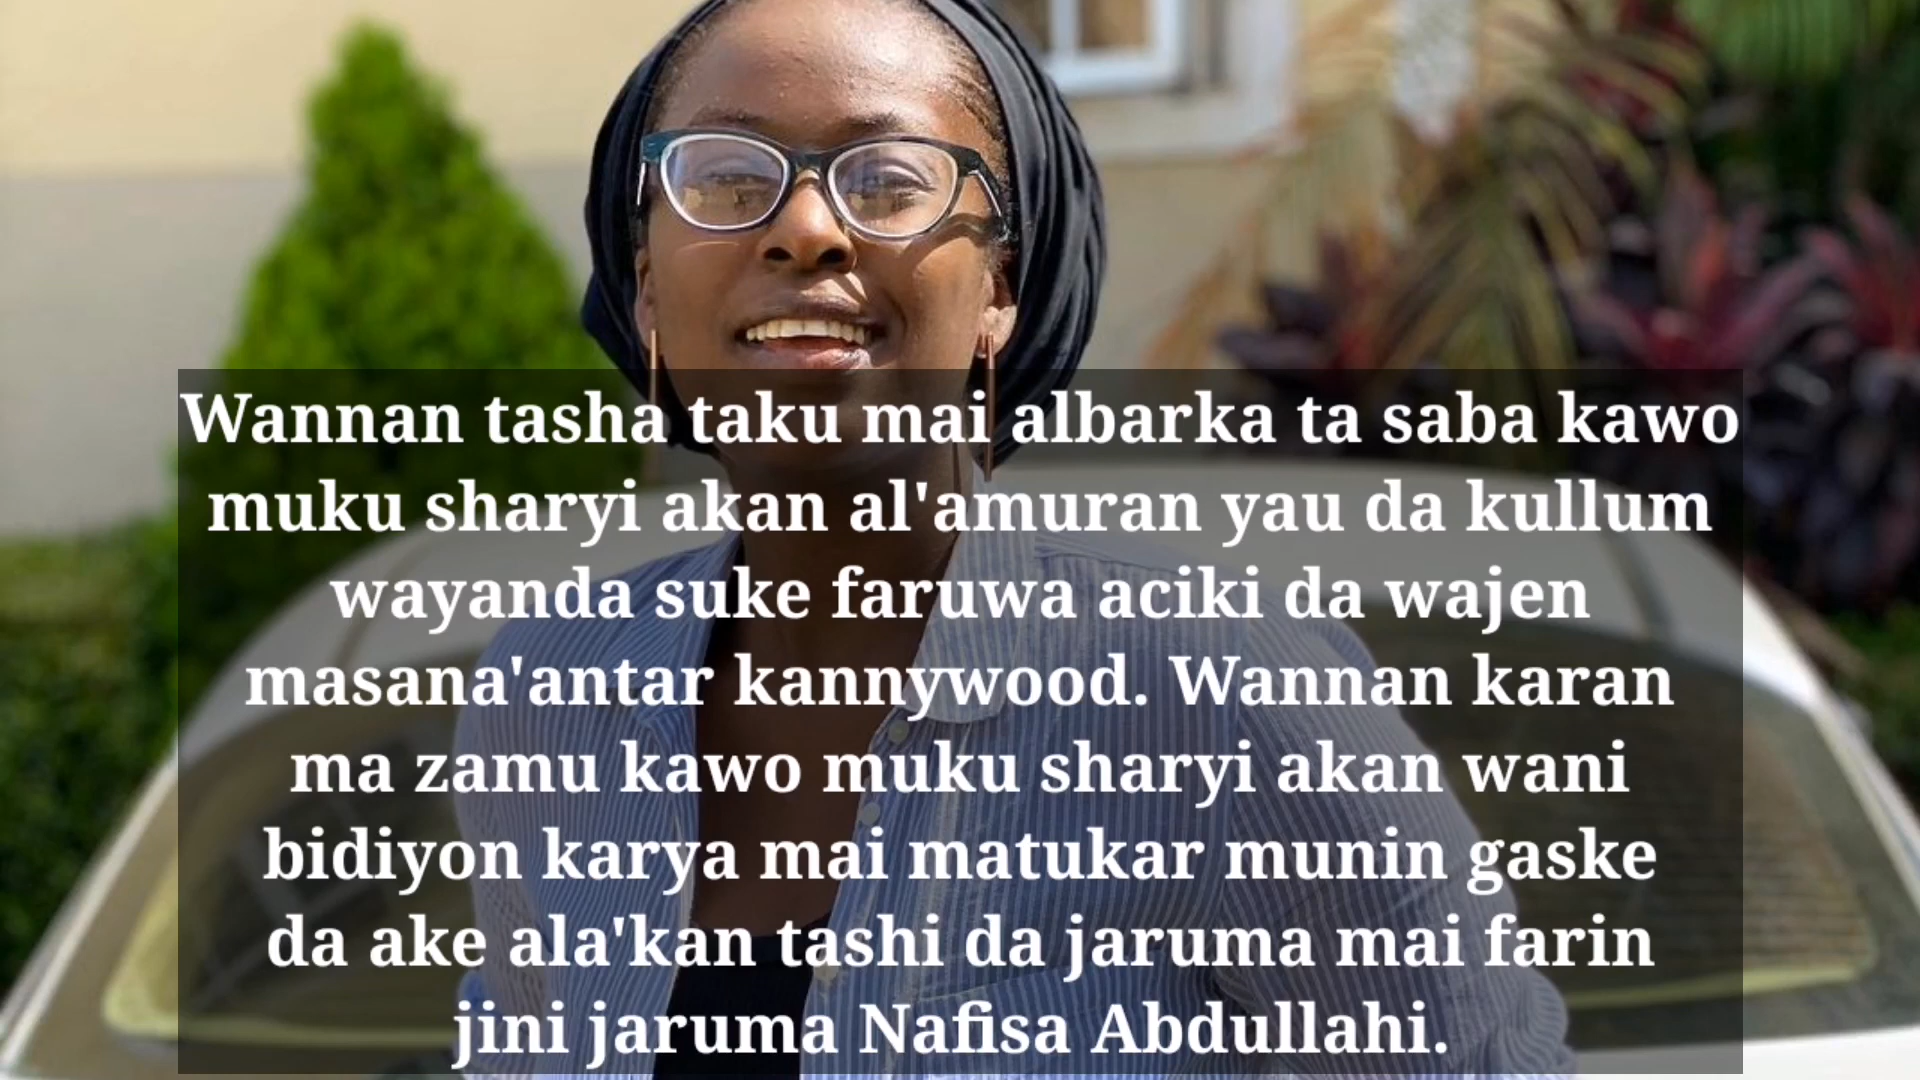 Wannan tasha taku mai albarka ta saba kawo
muku sharyi akan al'amuran yau da kullum
wayanda suke faruwa aciki da wajen
masana'antar kannywood. Wannan karan
ma zamu kawo muku sharyi akan wani
bidiyon karya mai matukar munin gaske
da ake ala'kan tashi da jaruma mai farin
jini jaruma Nafisa Abdullahi.